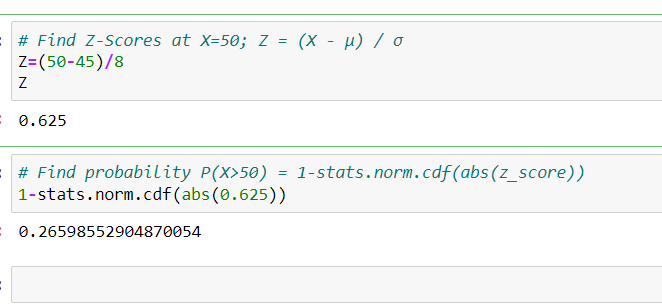 # Find Z-Scores at X=50; Z = (X - μ) / σ
Z=(50-45)/8
Z
0.625
# Find probability P(X>50) = 1-stats.norm.cdf(abs(z_score))
1-stats.norm.cdf(abs(0.625))
0.26598552904870054